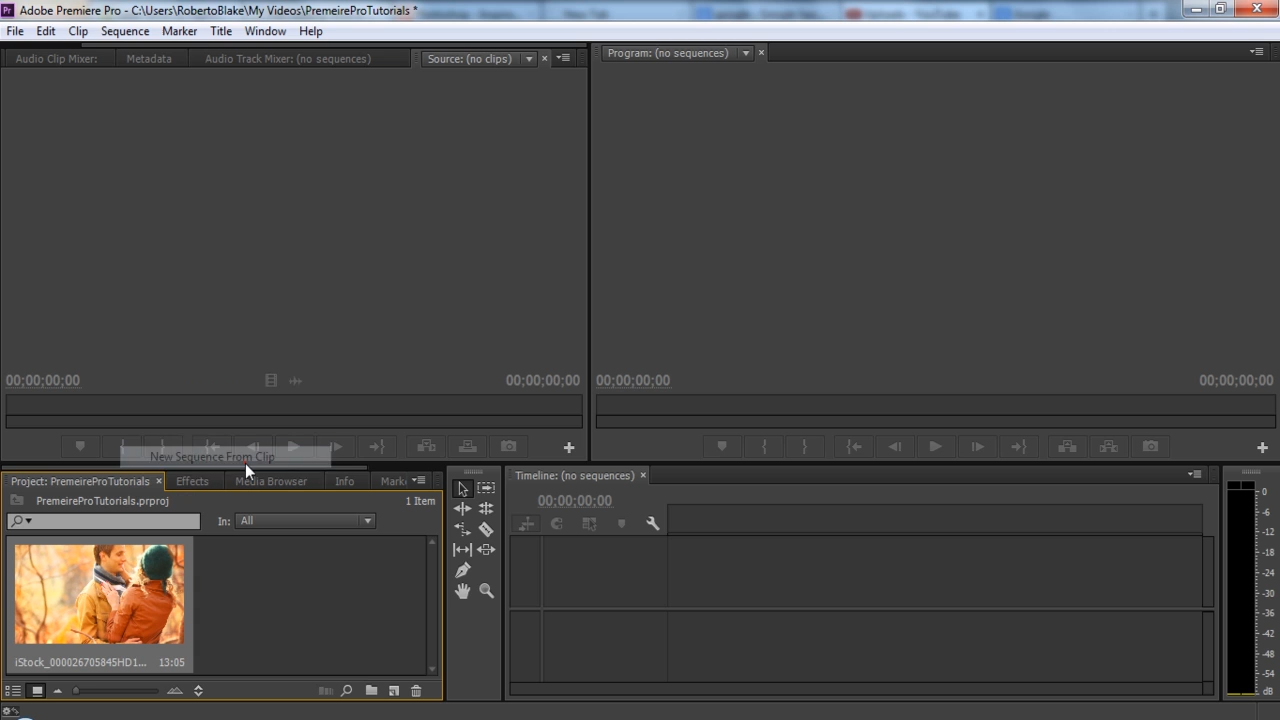 Adobe Premiere Pro - C:\Users\RobertoBlake\My Videos\PremeireProTutorials *
File Edit Clip Sequence Marker Title Window Help
Audio Clip Mixer: Metadata Audio Track Mixer: (no sequences) Source: (no clips) Program: (no sequences)
00;00;00;00 00;00;00;00 00;00;00;00 00;00;00;00
New Sequence From Clip
Project: PremeireProTutorials Effects Media Browser Info Marke
PremeireProTutorials.prproj 1 Item
In: All
iStock_000026705845HD1... 13:05
Timeline: (no sequences)
00;00;00;00
0
-6
-12
-18
-24
-30
-36
-42
-48
-54
dB